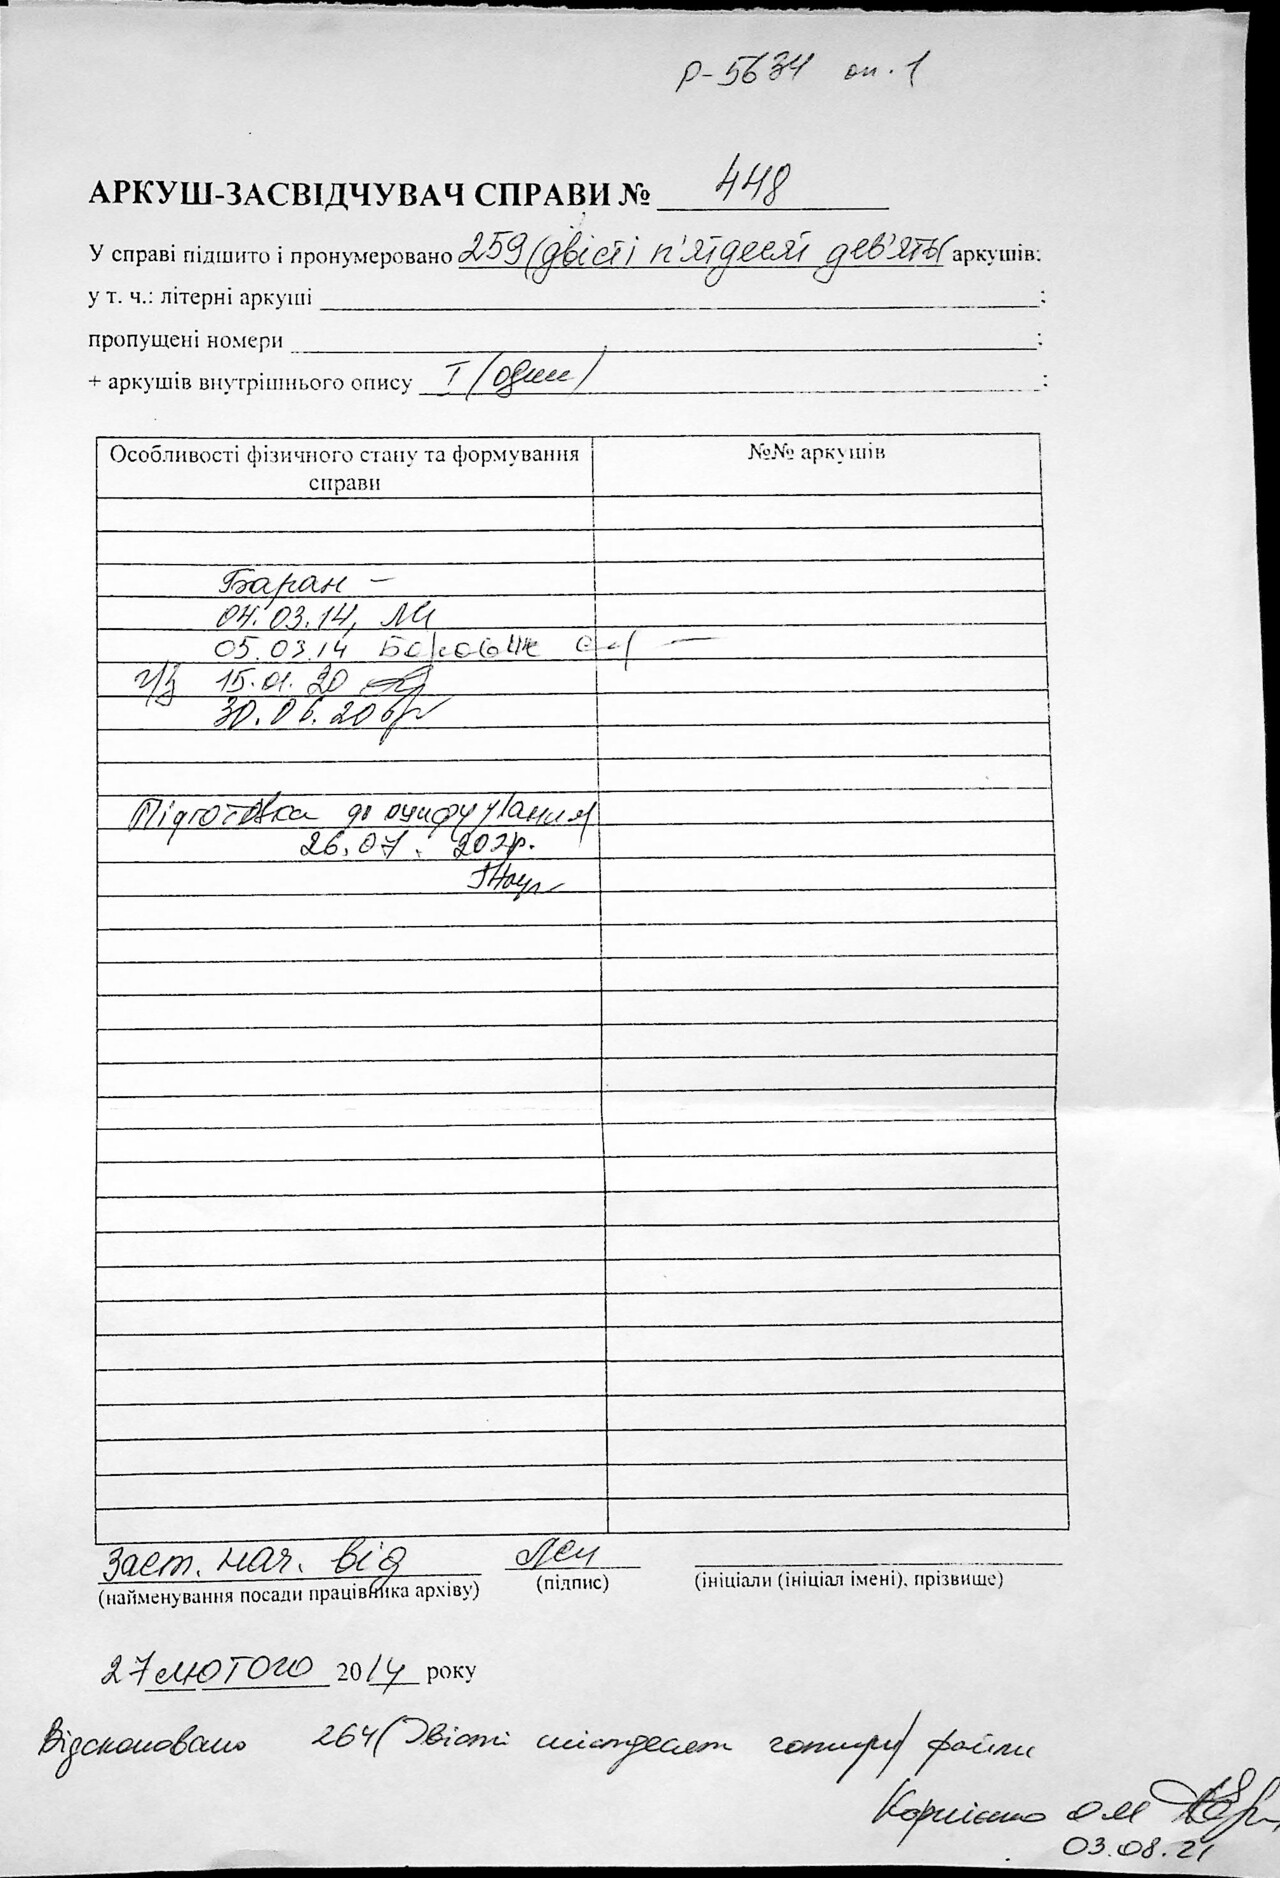 Р-5634 оп. 1
АРКУШ-ЗАСВІДЧУВАЧ СПРАВИ № 448
У справі підшито і пронумеровано 259 (двісті п'ятдесят дев'ять) аркушів;
у т. ч.: літерні аркуші ;
пропущені номери ;
+ аркушів внутрішнього опису I (один) ;
Особливості фізичного стану та формування справи
№№ аркушів
Баран –
04.03.14,
05.03.14
15.01.20
30.06.20
Підготовка до оцифрування
26.07.
Заст. нач. від
(найменування посади працівника архіву)
(підпис)
(ініціали (ініціал імені), прізвище)
27 лютого 2014 року
Відскановано 264 (двісті шістдесят чотири) файли
Корнієнко О М
03.08.21